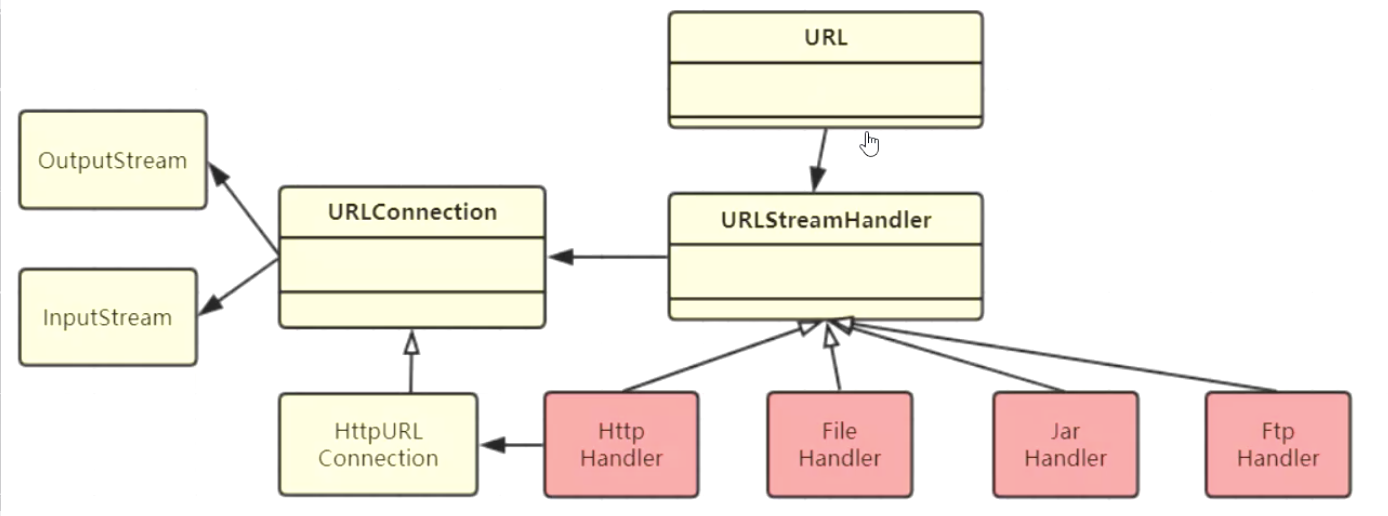 URL
OutputStream
URLConnection
URLStreamHandler
InputStream
HttpURL
Connection
Http
Handler
File
Handler
Jar
Handler
Ftp
Handler